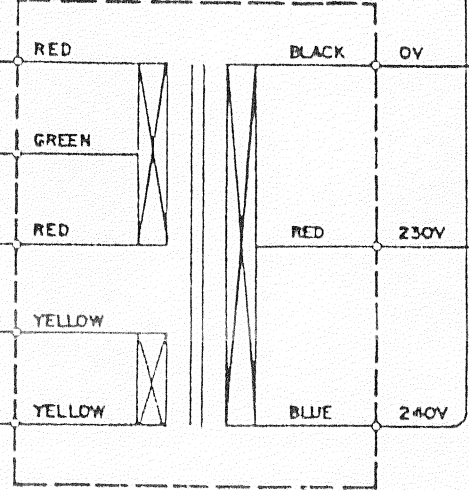 RED BLACK 0V
GREEN
RED RED 230V
YELLOW
YELLOW BLUE 240V